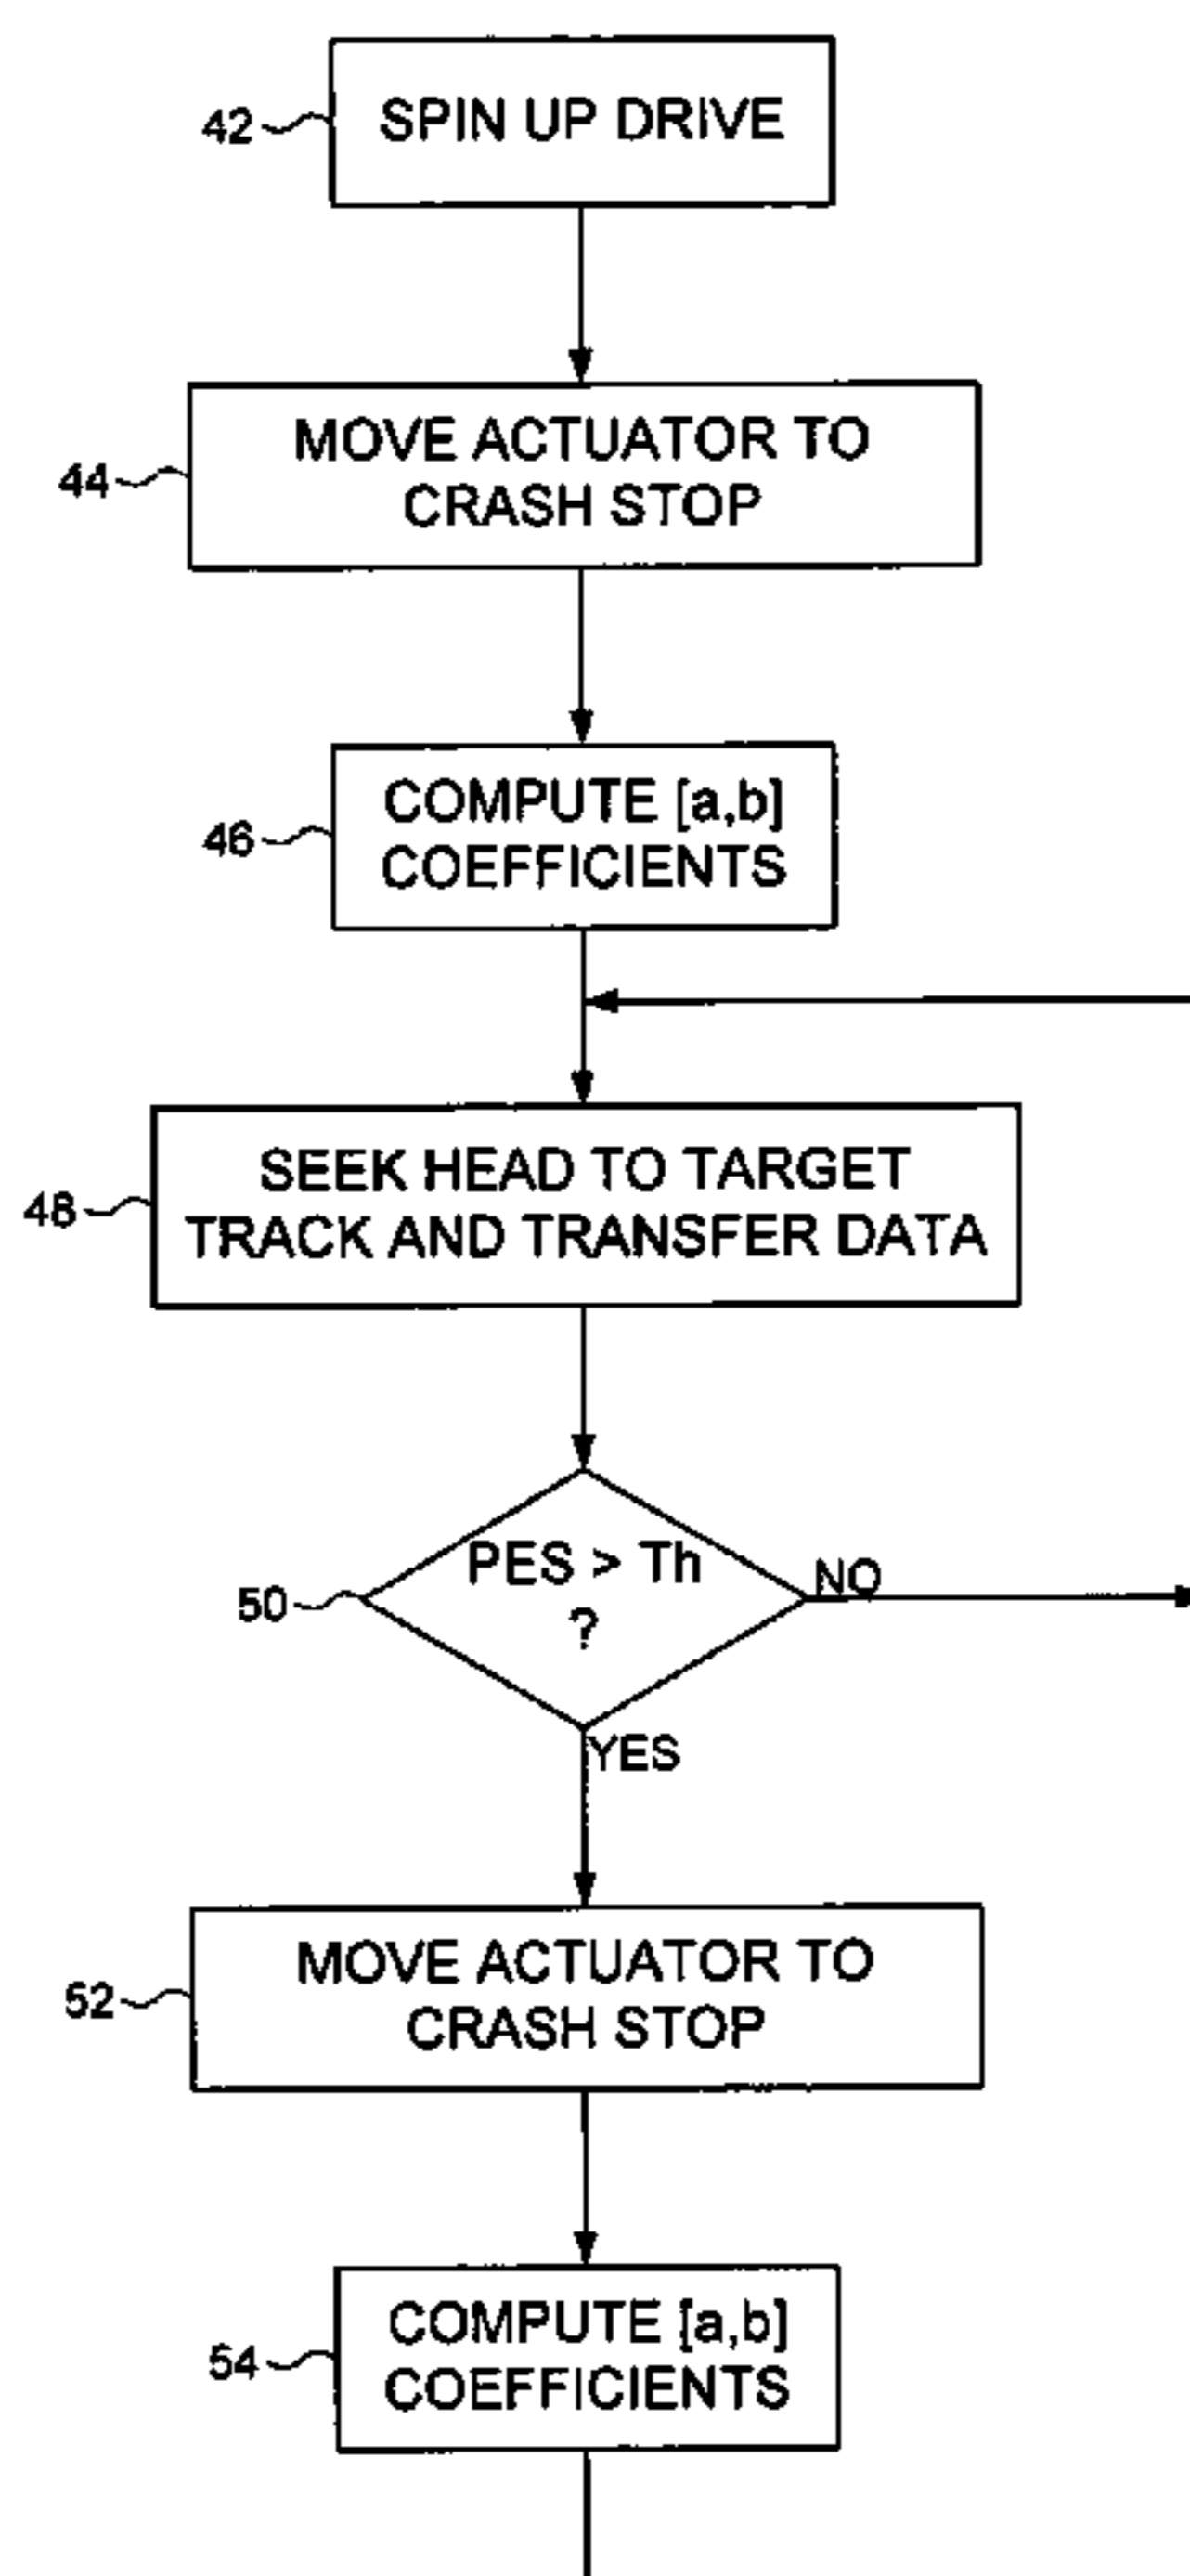 42
SPIN UP DRIVE
44
MOVE ACTUATOR TO
CRASH STOP
46
COMPUTE [a,b]
COEFFICIENTS
48
SEEK HEAD TO TARGET
TRACK AND TRANSFER DATA
50
PES > Th
?
NO
YES
52
MOVE ACTUATOR TO
CRASH STOP
54
COMPUTE [a,b]
COEFFICIENTS